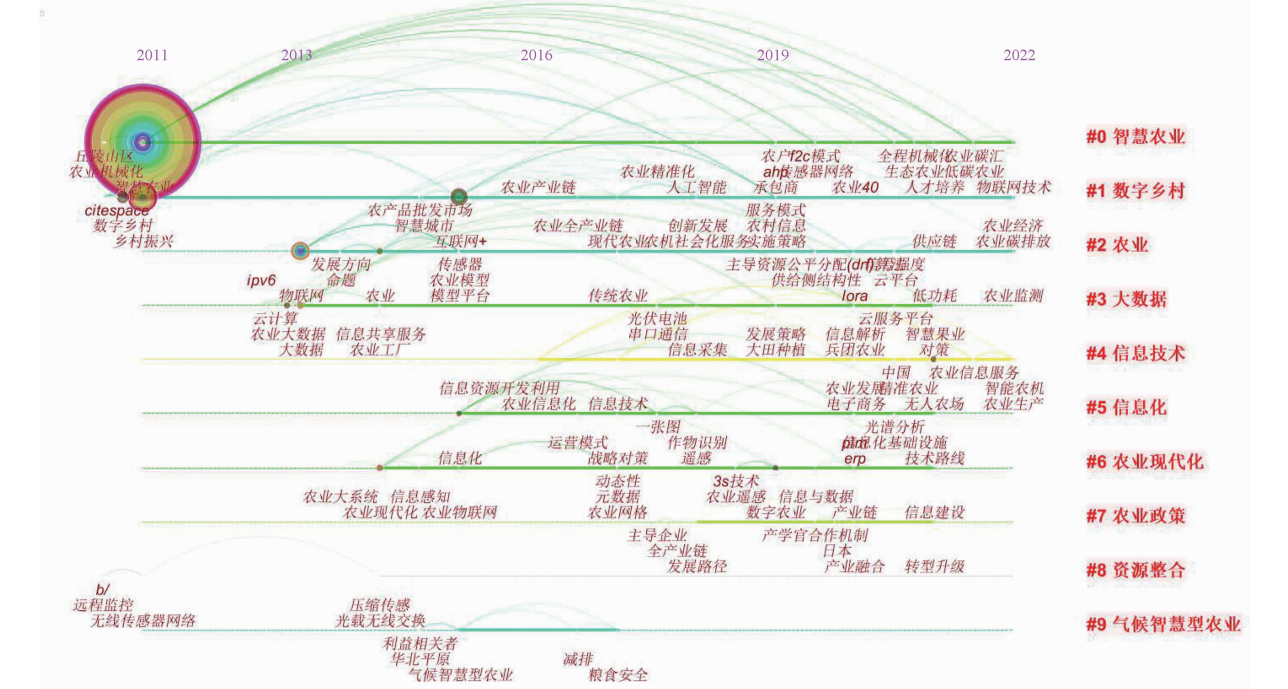 2011 2013 2016 2019 2022
#0 智慧农业
丘陵山区 农户f2c模式 全程机械化 农业碳汇
农业机械化 农业精准化 ahp 传感器网络 生态农业 低碳农业
智慧农业 农业产业链 人工智能 承包商 农业40 人才培养 物联网技术
#1 数字乡村
citespace 农产品批发市场 服务模式
数字乡村 智慧城市 农业全产业链 创新发展 农村信息 农业经济
乡村振兴 互联网+ 现代农业 农机社会化服务 实施策略 供应链 农业碳排放
#2 农业
发展方向 传感器 主导资源公平分配(drf)算法
ipv6 命题 农业模型 供给侧结构性 云平台
物联网 农业 模型平台 传统农业 lora 低功耗 农业监测
#3 大数据
云计算 光伏电池 云服务平台
农业大数据 信息共享服务 串口通信 发展策略 信息解析 智慧果业
大数据 农业工厂 信息采集 大田种植 兵团农业 对策
#4 信息技术
中国 农业信息服务
信息资源开发利用 农业发展 精准农业 智能农机
农业信息化 信息技术 电子商务 无人农场 农业生产
#5 信息化
一张图 光谱分析
运营模式 作物识别 信息化基础设施
信息化 战略对策 遥感 erp 技术路线
#6 农业现代化
动态性 3s技术
农业大系统 信息感知 元数据 农业遥感 信息与数据
农业现代化 农业物联网 农业网格 数字农业 产业链 信息建设
#7 农业政策
主导企业 产学官合作机制
全产业链 日本
发展路径 产业融合 转型升级
#8 资源整合
b/
远程监控 压缩传感
无线传感器网络 光载无线交换
#9 气候智慧型农业
利益相关者
华北平原 减排
气候智慧型农业 粮食安全